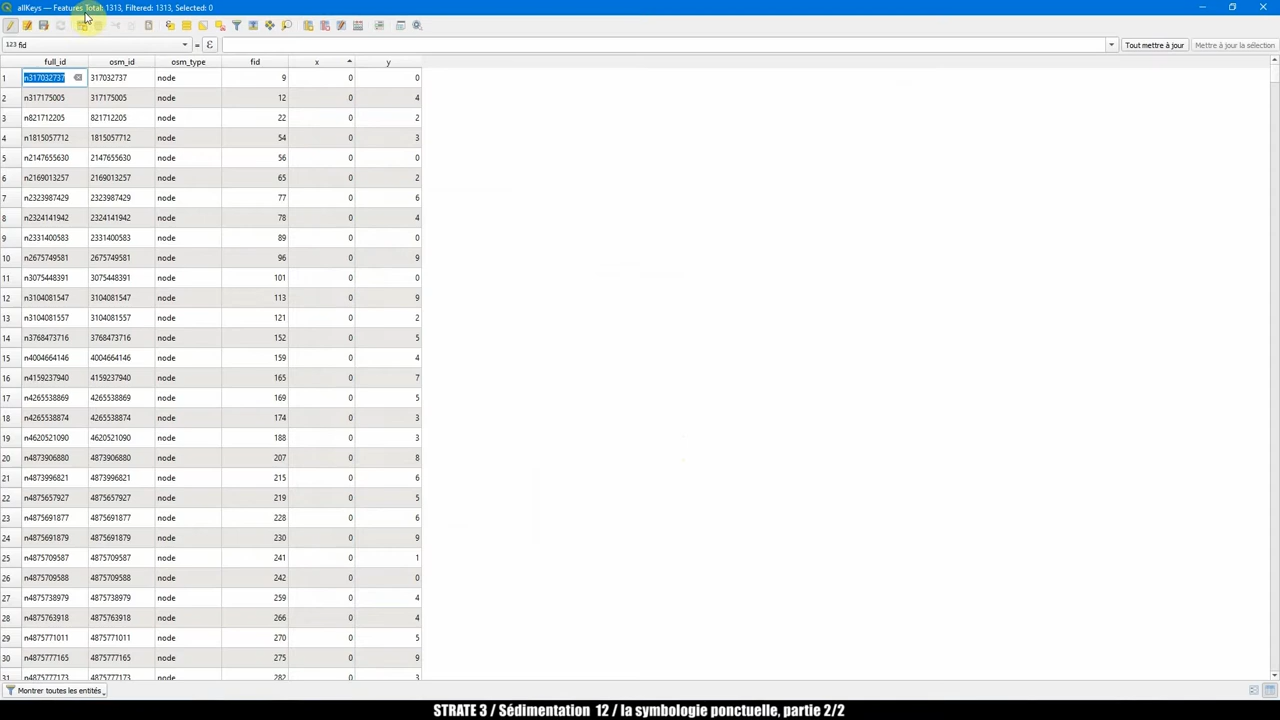 allKeys — Features Total: 1313, Filtered: 1313, Selected: 0
123 fid = ε Tout mettre à jour Mettre à jour la sélection
full_id osm_id osm_type fid x y
1 n317032737 317032737 node 9 0 0
2 n317175005 317175005 node 12 0 4
3 n821712205 821712205 node 22 0 2
4 n1815057712 1815057712 node 54 0 3
5 n2147655630 2147655630 node 56 0 0
6 n2169013257 2169013257 node 65 0 2
7 n2323987429 2323987429 node 77 0 6
8 n2324141942 2324141942 node 78 0 4
9 n2331400583 2331400583 node 89 0 0
10 n2675749581 2675749581 node 96 0 9
11 n3075448391 3075448391 node 101 0 0
12 n3104081547 3104081547 node 113 0 9
13 n3104081557 3104081557 node 121 0 2
14 n3768473716 3768473716 node 152 0 5
15 n4004664146 4004664146 node 159 0 4
16 n4159237940 4159237940 node 165 0 7
17 n4265538869 4265538869 node 169 0 5
18 n4265538874 4265538874 node 174 0 3
19 n4620521090 4620521090 node 188 0 3
20 n4873906880 4873906880 node 207 0 8
21 n4873996821 4873996821 node 215 0 6
22 n4875657927 4875657927 node 219 0 5
23 n4875691877 4875691877 node 228 0 6
24 n4875691879 4875691879 node 230 0 9
25 n4875709587 4875709587 node 241 0 1
26 n4875709588 4875709588 node 242 0 0
27 n4875738979 4875738979 node 259 0 4
28 n4875763918 4875763918 node 266 0 4
29 n4875771011 4875771011 node 270 0 5
30 n4875777165 4875777165 node 275 0 9
31 n4875777173 4875777173 node 282 0 3
Montrer toutes les entités
STRATE 3 / Sédimentation 12 / la symbologie ponctuelle, partie 2/2